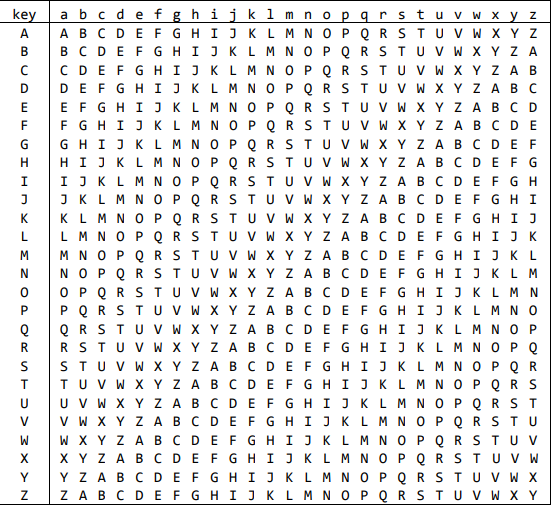 key a b c d e f g h i j k l m n o p q r s t u v w x y z
A A B C D E F G H I J K L M N O P Q R S T U V W X Y Z
B B C D E F G H I J K L M N O P Q R S T U V W X Y Z A
C C D E F G H I J K L M N O P Q R S T U V W X Y Z A B
D D E F G H I J K L M N O P Q R S T U V W X Y Z A B C
E E F G H I J K L M N O P Q R S T U V W X Y Z A B C D
F F G H I J K L M N O P Q R S T U V W X Y Z A B C D E
G G H I J K L M N O P Q R S T U V W X Y Z A B C D E F
H H I J K L M N O P Q R S T U V W X Y Z A B C D E F G
I I J K L M N O P Q R S T U V W X Y Z A B C D E F G H
J J K L M N O P Q R S T U V W X Y Z A B C D E F G H I
K K L M N O P Q R S T U V W X Y Z A B C D E F G H I J
L L M N O P Q R S T U V W X Y Z A B C D E F G H I J K
M M N O P Q R S T U V W X Y Z A B C D E F G H I J K L
N N O P Q R S T U V W X Y Z A B C D E F G H I J K L M
O O P Q R S T U V W X Y Z A B C D E F G H I J K L M N
P P Q R S T U V W X Y Z A B C D E F G H I J K L M N O
Q Q R S T U V W X Y Z A B C D E F G H I J K L M N O P
R R S T U V W X Y Z A B C D E F G H I J K L M N O P Q
S S T U V W X Y Z A B C D E F G H I J K L M N O P Q R
T T U V W X Y Z A B C D E F G H I J K L M N O P Q R S
U U V W X Y Z A B C D E F G H I J K L M N O P Q R S T
V V W X Y Z A B C D E F G H I J K L M N O P Q R S T U
W W X Y Z A B C D E F G H I J K L M N O P Q R S T U V
X X Y Z A B C D E F G H I J K L M N O P Q R S T U V W
Y Y Z A B C D E F G H I J K L M N O P Q R S T U V W X
Z Z A B C D E F G H I J K L M N O P Q R S T U V W X Y